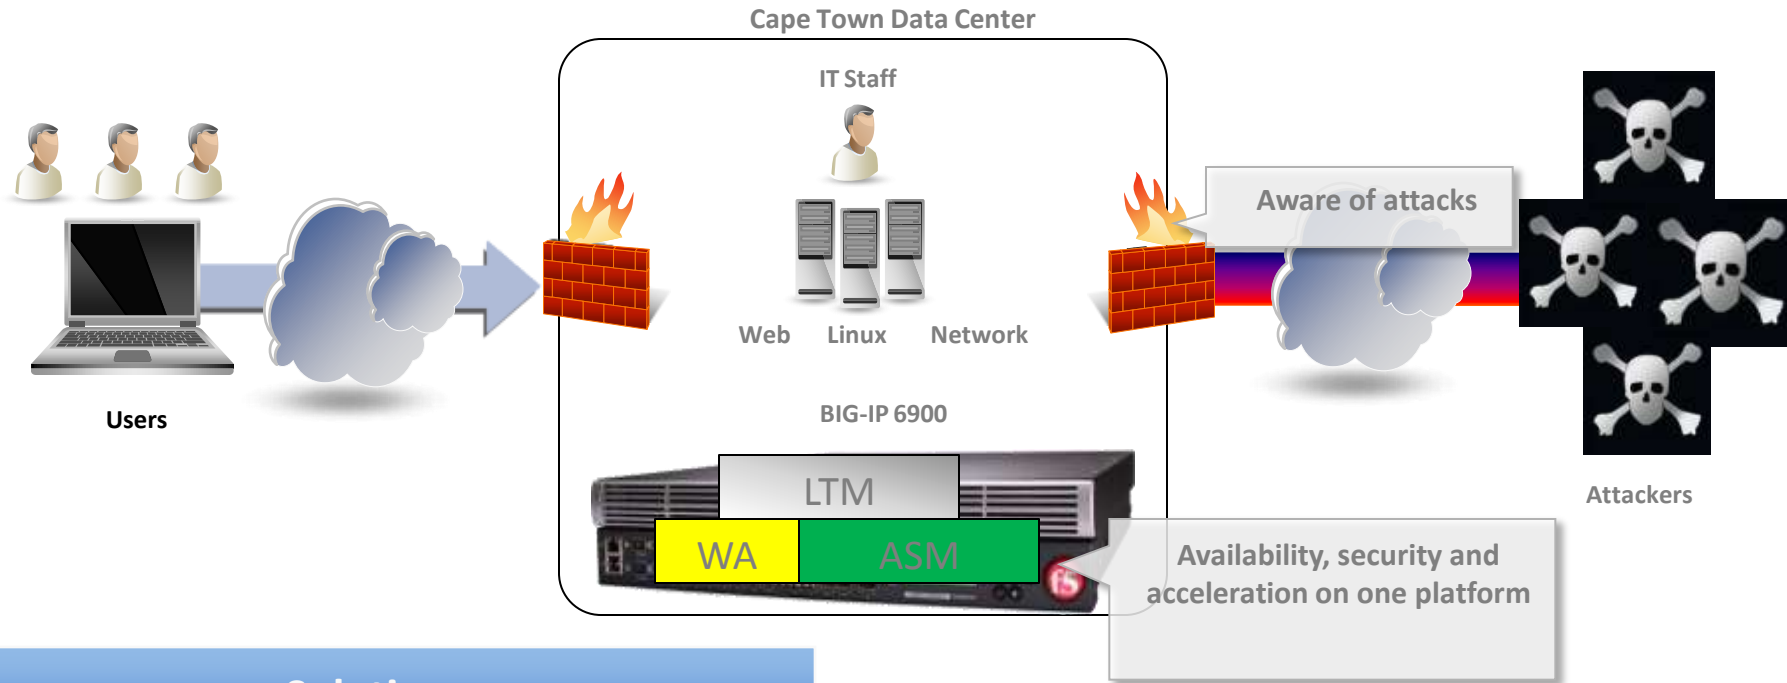 Cape Town Data Center
IT Staff
Aware of attacks
Web Linux Network
Users
BIG-IP 6900
LTM
WA ASM
f5
Attackers
Availability, security and
acceleration on one platform